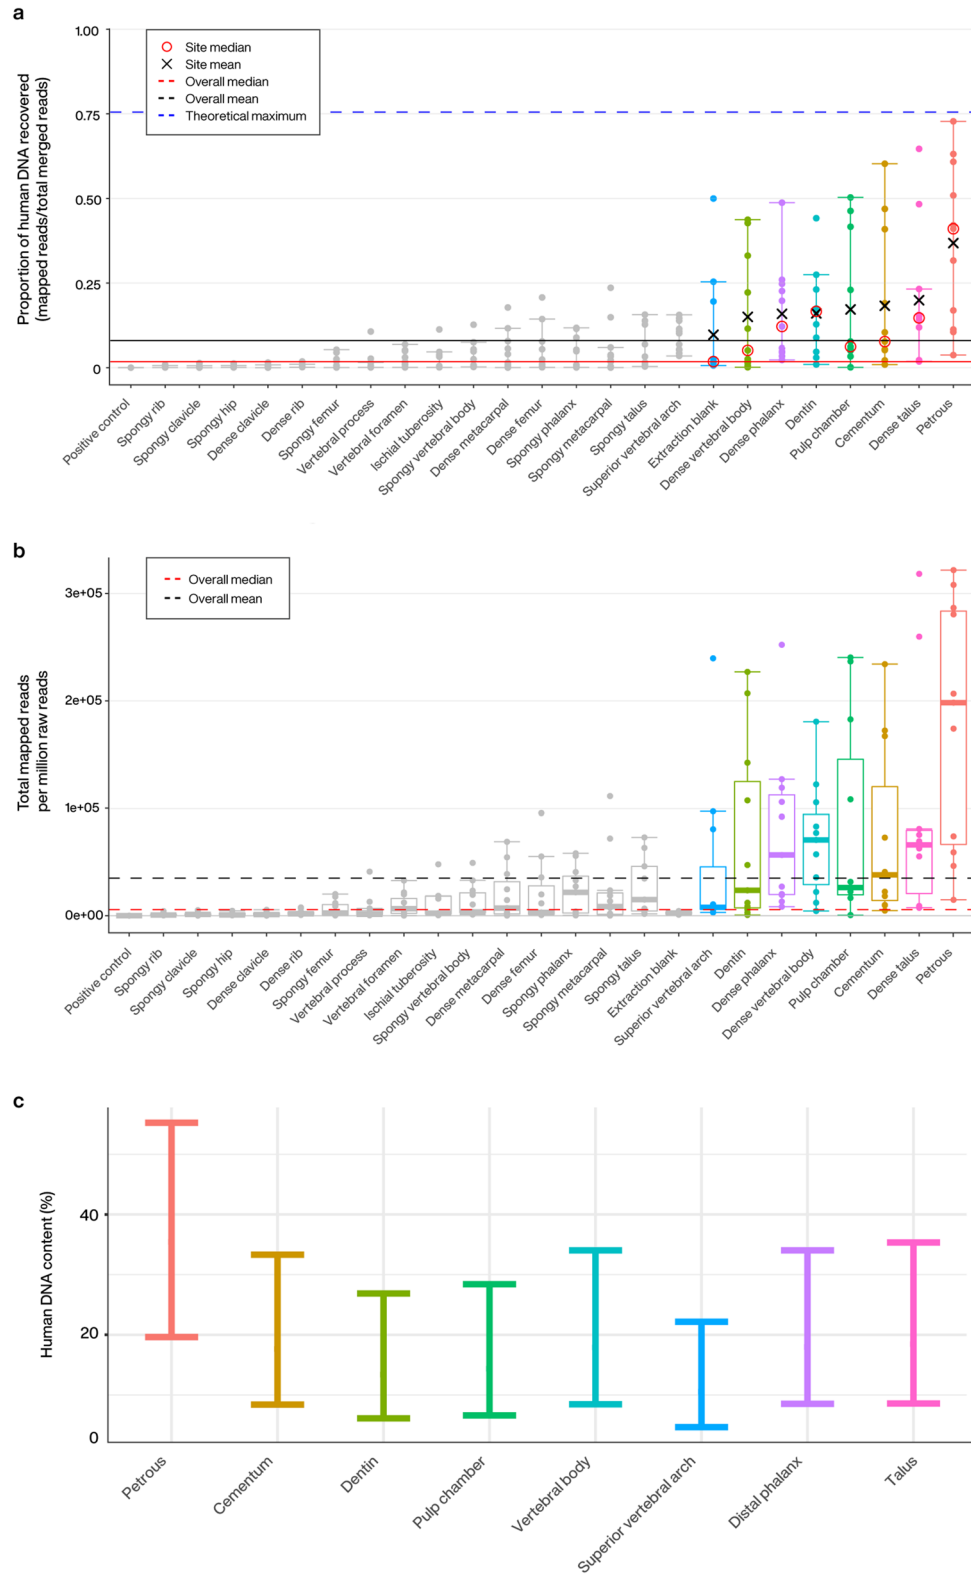 a
Proportion of human DNA recovered
(mapped reads/total merged reads)
1.00
0.75
0.50
0.25
0
Site median
Site mean
Overall median
Overall mean
Theoretical maximum
Positive control
Spongy rib
Spongy clavicle
Spongy hip
Dense clavicle
Dense rib
Spongy femur
Vertebral process
Vertebral foramen
Ischial tuberosity
Spongy vertebral body
Dense metacarpal
Dense femur
Spongy phalanx
Spongy metacarpal
Spongy talus
Superior vertebral arch
Extraction blank
Dense vertebral body
Dense phalanx
Dentin
Pulp chamber
Cementum
Dense talus
Petrous
b
Total mapped reads
per million raw reads
3e+05
2e+05
1e+05
0e+00
Overall median
Overall mean
Positive control
Spongy rib
Spongy clavicle
Spongy hip
Dense clavicle
Dense rib
Spongy femur
Vertebral process
Vertebral foramen
Ischial tuberosity
Spongy vertebral body
Dense metacarpal
Dense femur
Spongy phalanx
Spongy metacarpal
Spongy talus
Extraction blank
Superior vertebral arch
Dentin
Dense phalanx
Dense vertebral body
Pulp chamber
Cementum
Dense talus
Petrous
c
Human DNA content (%)
40
20
0
Petrous
Cementum
Dentin
Pulp chamber
Vertebral body
Superior vertebral arch
Distal phalanx
Talus